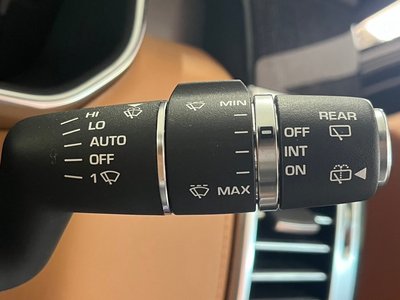 HI
LO
AUTO
OFF
1
MIN
MAX
REAR
OFF
INT
ON